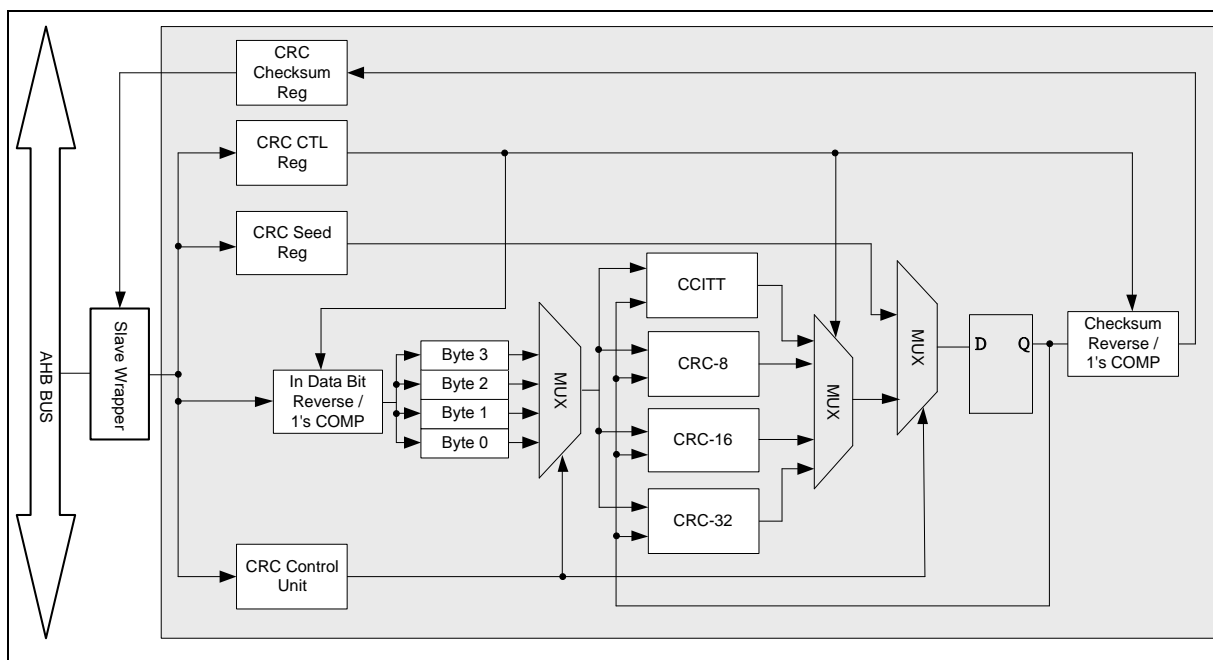 CRC
Checksum
Reg
CRC CTL
Reg
CRC Seed
Reg
AHB BUS
Slave Wrapper
In Data Bit
Reverse /
1's COMP
Byte 3
Byte 2
Byte 1
Byte 0
MUX
CCITT
CRC-8
CRC-16
CRC-32
MUX
MUX
D Q
Checksum
Reverse /
1's COMP
CRC Control
Unit